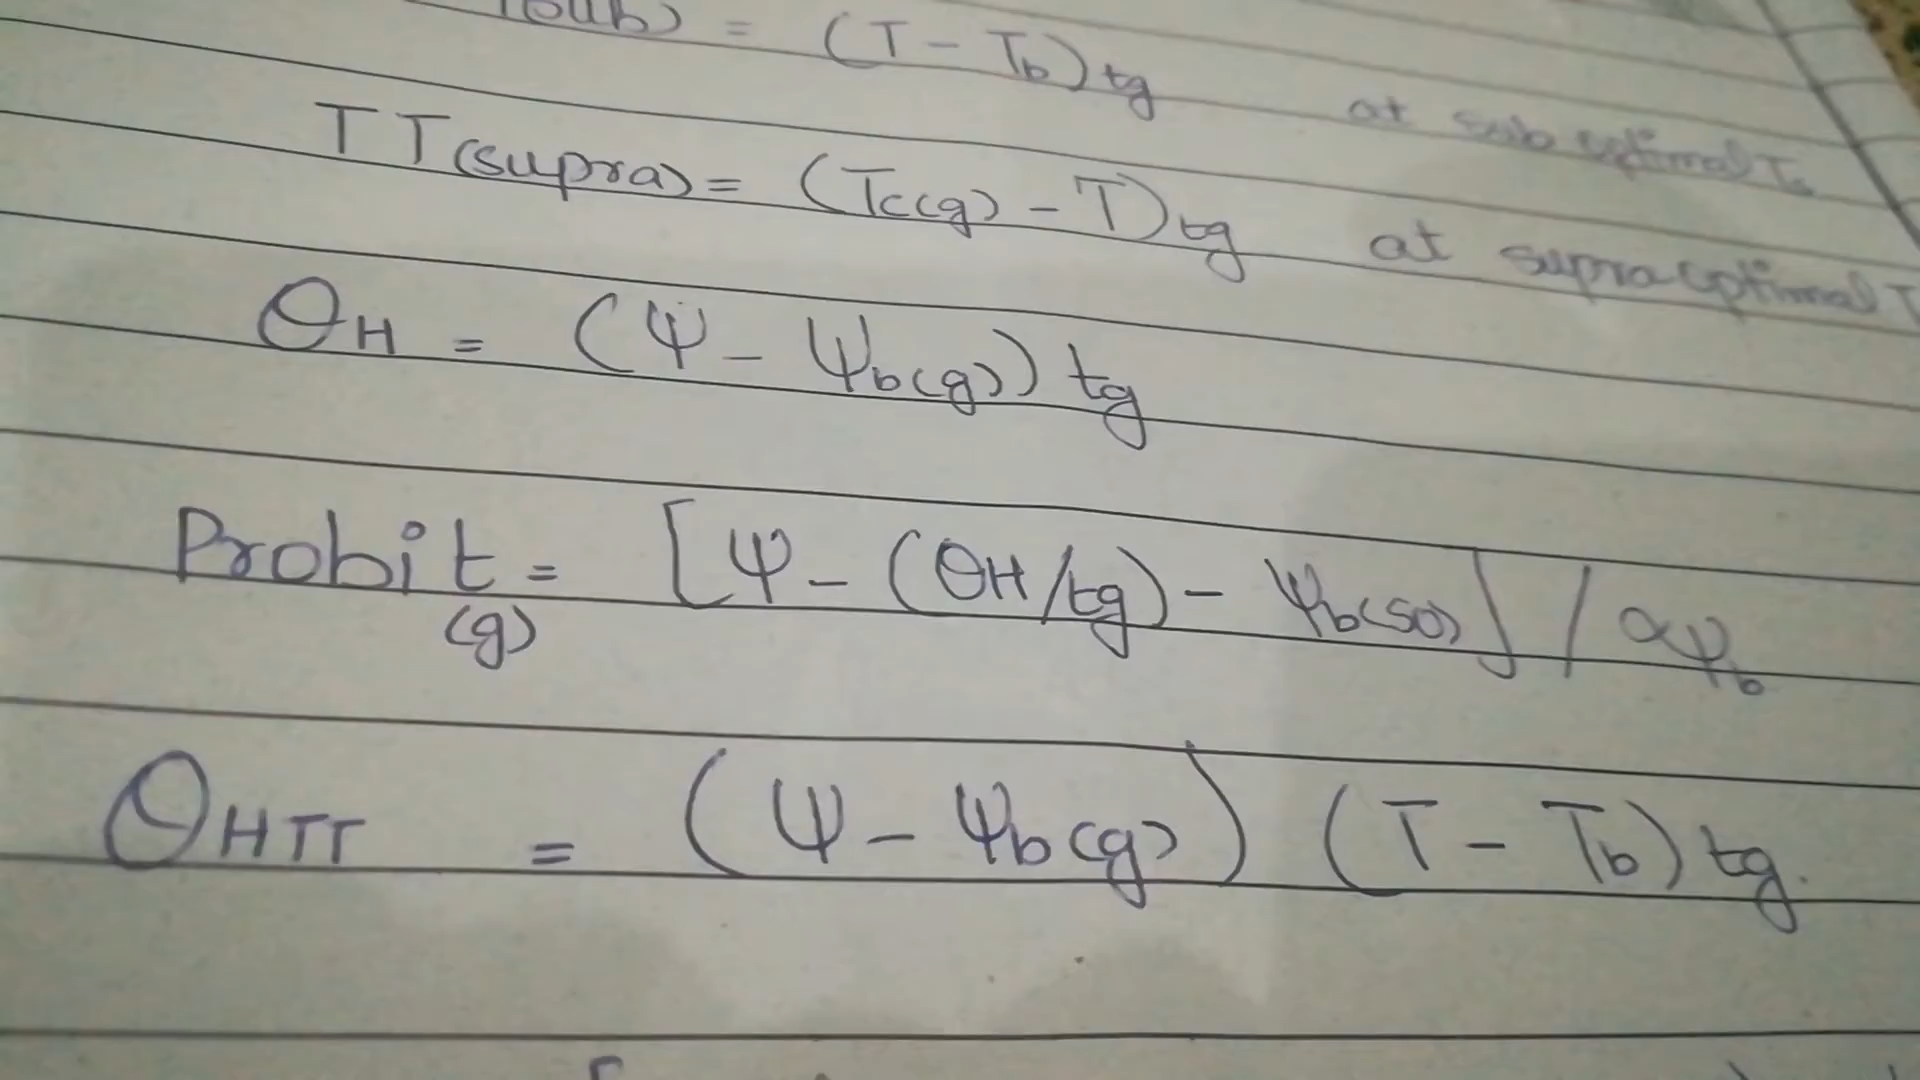 = (T - Tb) tg at sub optimal T
TT(supra) = (Tc(g) - T) tg at supra optimal T
θH = (Ψ - Ψb(g)) tg
Probit (g) = [Ψ - (θH/tg) - Ψb(50)] / αΨb
θHTT = (Ψ - Ψb(g)) (T - Tb) tg.